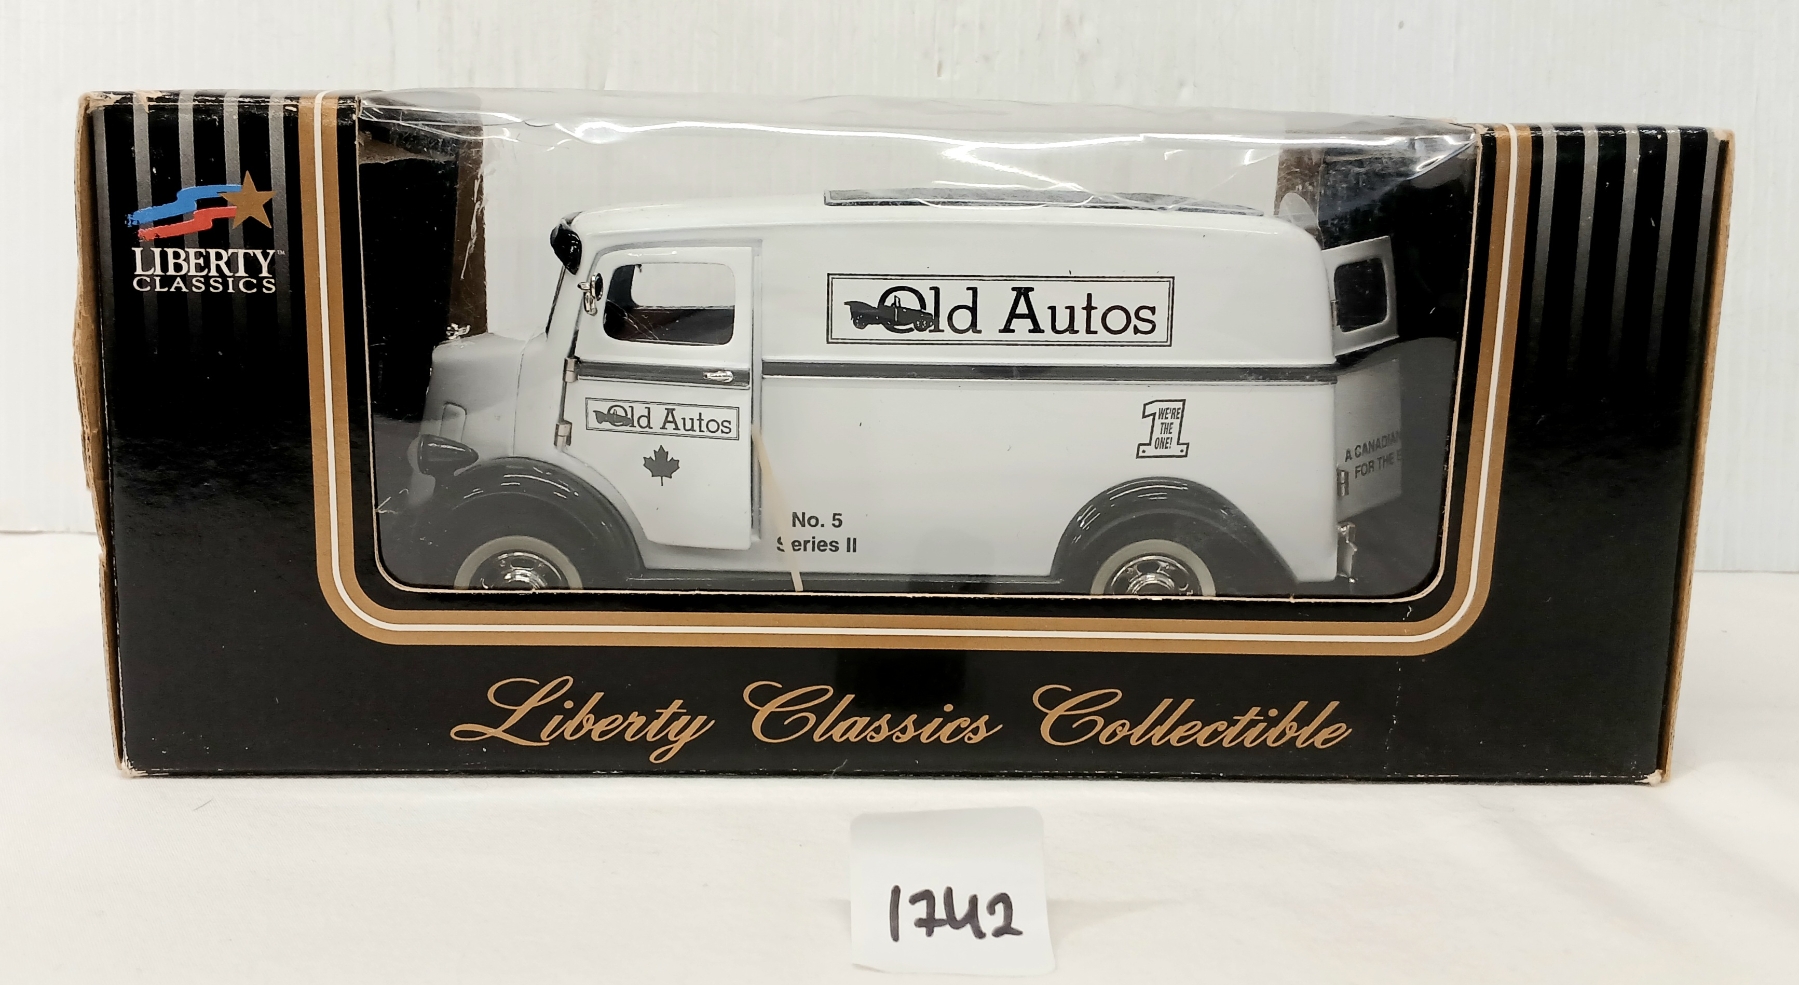 LIBERTY™
CLASSICS
Old Autos
Old Autos
1
WE'RE
THE
ONE!
A CANADIAN
FOR THE
No. 5
Series II
Liberty Classics Collectible
1742